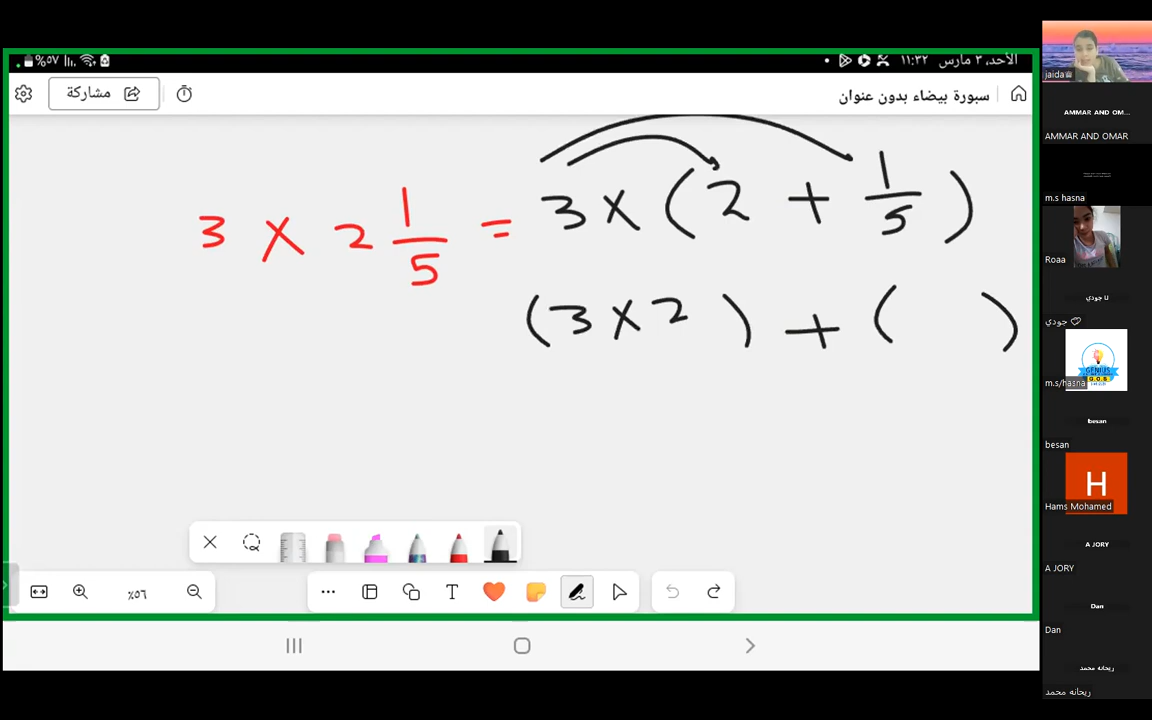 ٥٧%
الأحد، ٣ مارس ١١:٣٢
مشاركة
سبورة بيضاء بدون عنوان
3 × 2 1/5 = 3 × ( 2 + 1/5 )
( 3 × 2 ) + ( )
٥٦%
jaida
AMMAR AND OM...
AMMAR AND OMAR
m.s hasna
Roaa
جودي U
جودي
GENIUS
m.s/hasna
besan
besan
H
Hams Mohamed
A JORY
A JORY
Dan
Dan
ريحانه محمد
ريحانه محمد